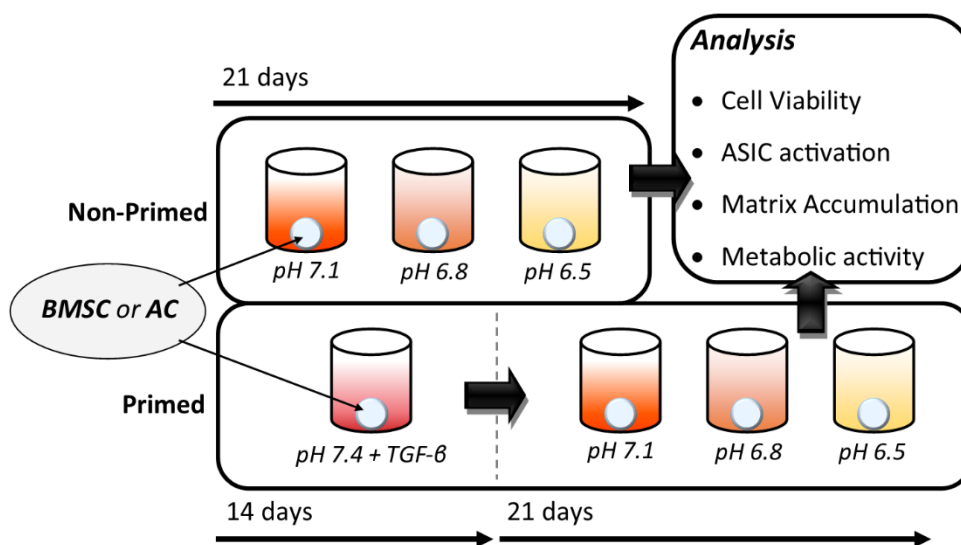 Analysis
• Cell Viability
• ASIC activation
• Matrix Accumulation
• Metabolic activity
21 days
Non-Primed
pH 7.1
pH 6.8
pH 6.5
BMSC or AC
Primed
pH 7.4 + TGF-β
pH 7.1
pH 6.8
pH 6.5
14 days
21 days